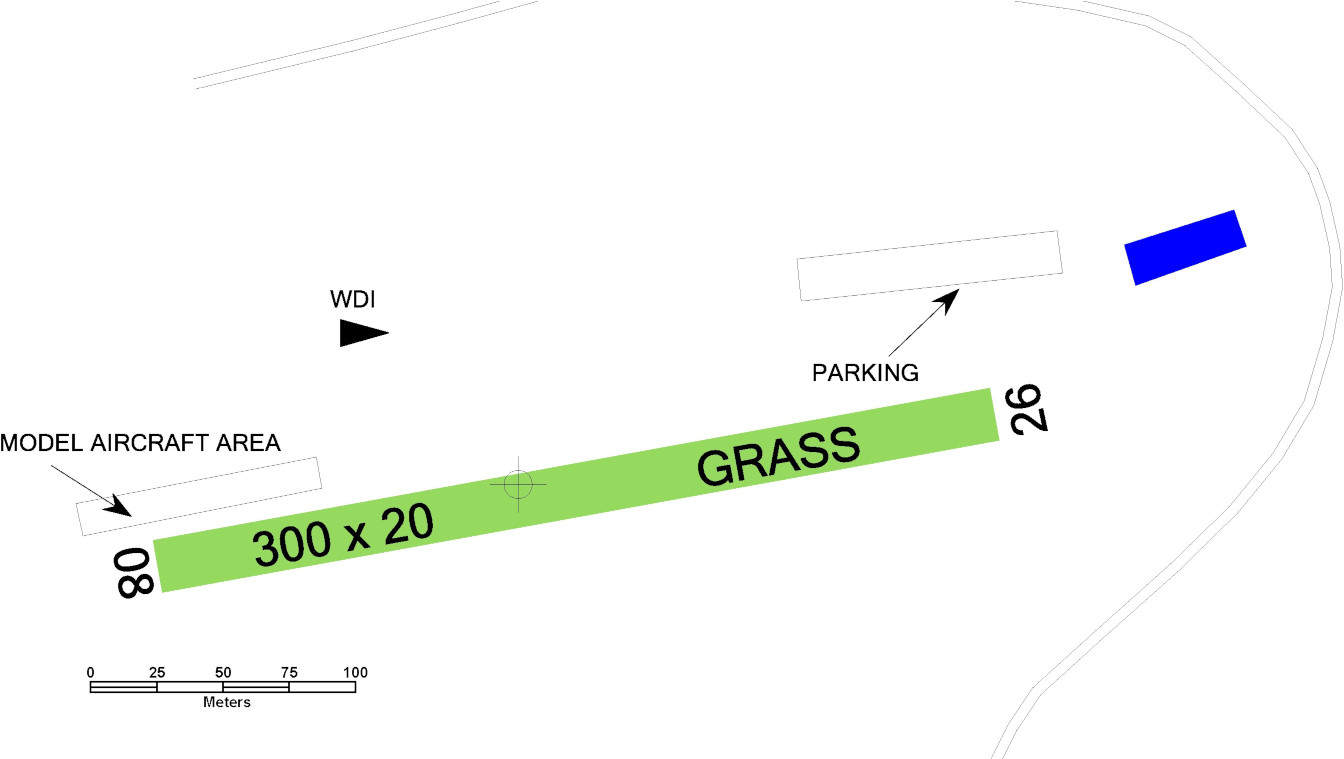 WDI
PARKING
26
MODEL AIRCRAFT AREA
GRASS
300 x 20
08
0 25 50 75 100
Meters